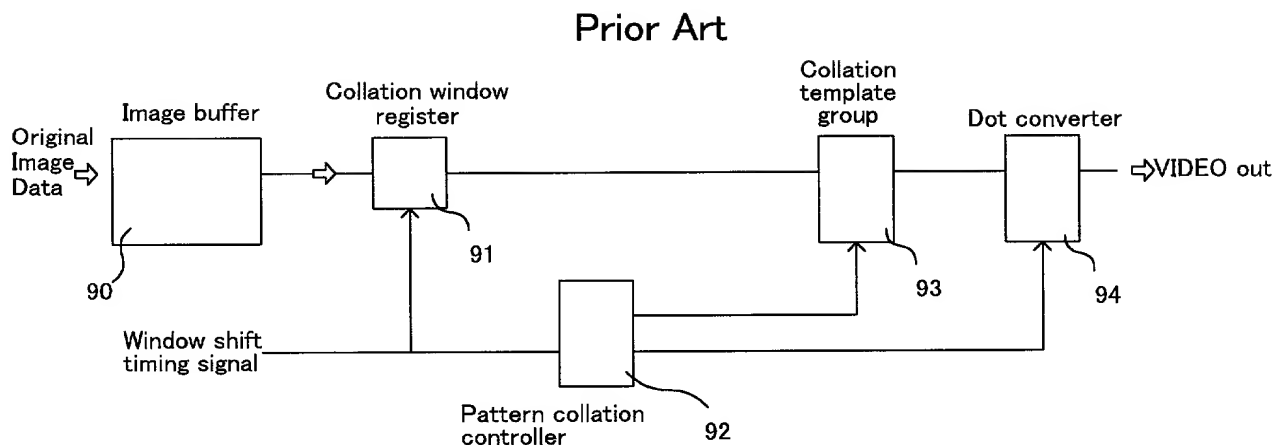 Prior Art
Collation
template
group
Collation window
register
Image buffer
Dot converter
Original
Image
Data
VIDEO out
90
91
93
94
Window shift
timing signal
Pattern collation
controller
92